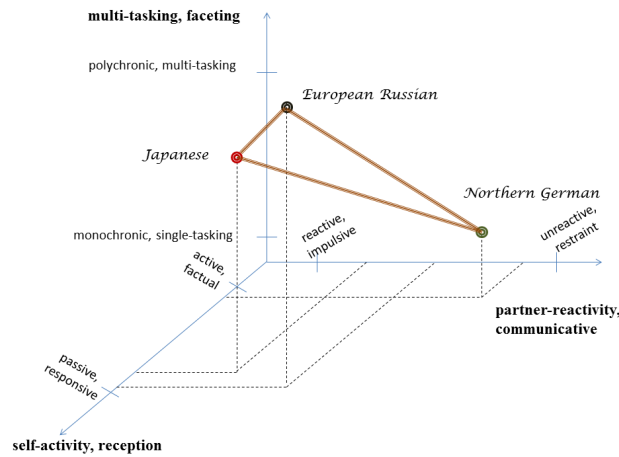 multi-tasking, faceting
polychronic, multi-tasking
European Russian
Japanese
Northern German
monochronic, single-tasking
reactive,
impulsive
unreactive,
restraint
active,
factual
partner-reactivity,
communicative
passive,
responsive
self-activity, reception